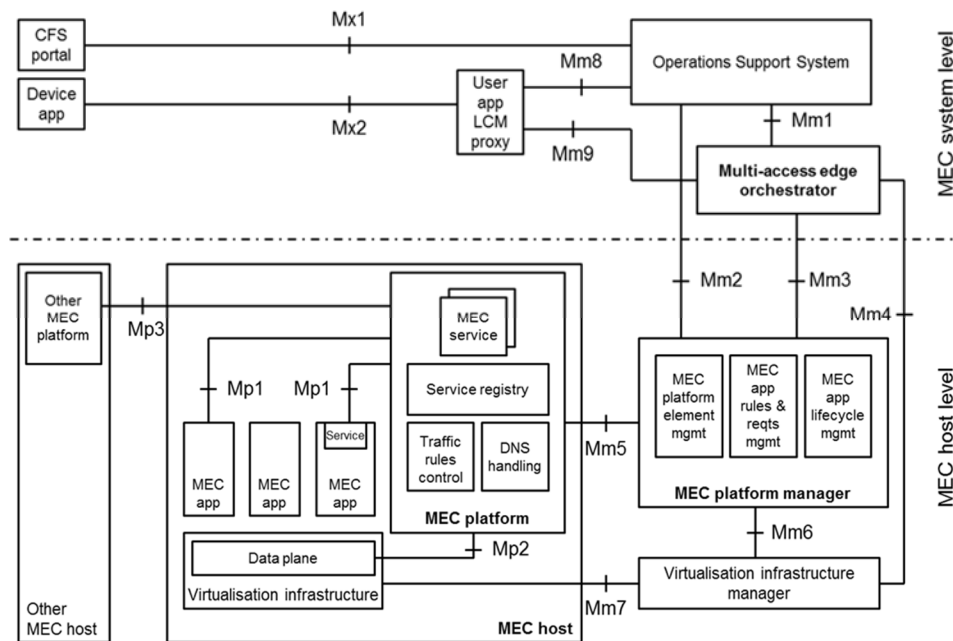 CFS
portal
Mx1
Operations Support System
Device
app
Mx2
User
app
LCM
proxy
Mm8
Mm9
Mm1
Multi-access edge
orchestrator
MEC system level
Other
MEC
platform
Mp3
MEC
service
Mm2
Mm3
Mm4
Mp1
Mp1
Service registry
Traffic
rules
control
DNS
handling
MEC platform
MEC
app
MEC
app
Service
MEC
app
Mm5
MEC
platform
element
mgmt
MEC
app
rules &
reqts
mgmt
MEC
app
lifecycle
mgmt
MEC platform manager
MEC host level
Mp2
Mm6
Data plane
Virtualisation infrastructure
Mm7
Virtualisation infrastructure
manager
Other
MEC host
MEC host